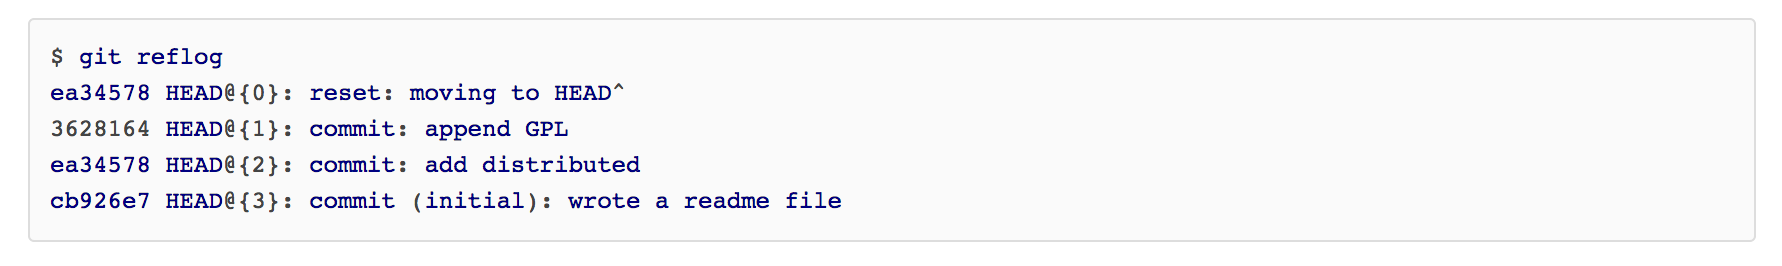 $ git reflog
ea34578 HEAD@{0}: reset: moving to HEAD^
3628164 HEAD@{1}: commit: append GPL
ea34578 HEAD@{2}: commit: add distributed
cb926e7 HEAD@{3}: commit (initial): wrote a readme file